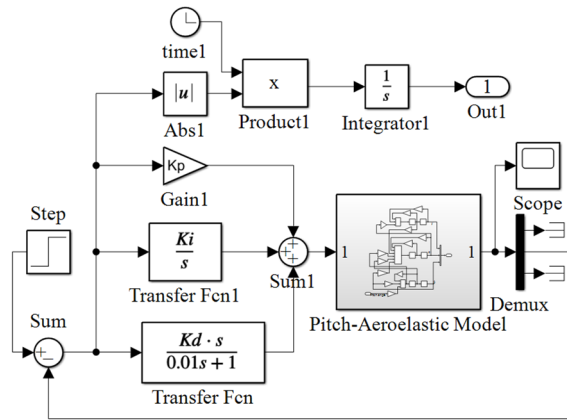 time1
|u|
Abs1
x
Product1
1
s
Integrator1
1
Out1
Kp
Gain1
Scope
Step
Ki
s
Transfer Fcn1
Sum1
1
1
Pitch-Aeroelastic Model
Demux
Sum
Kd · s
0.01s + 1
Transfer Fcn